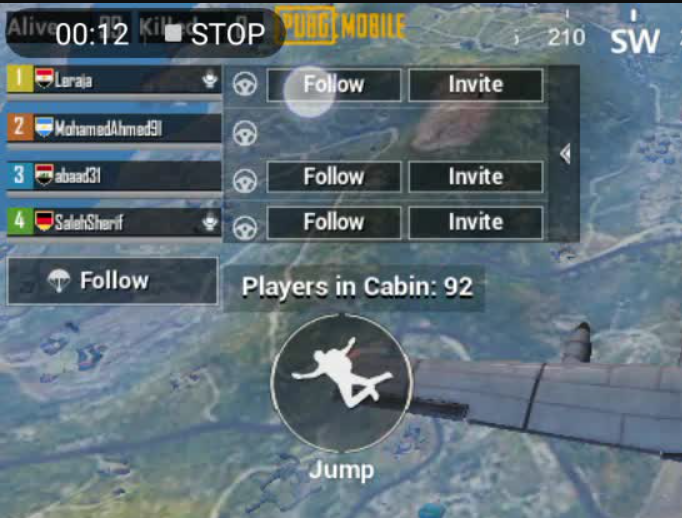 Alive Killed PUBG MOBILE
00:12 STOP
210 SW
1 Leraja Follow Invite
2 MohamedAhmed91
3 abaad31 Follow Invite
4 SalehSherif Follow Invite
Follow
Players in Cabin: 92
Jump